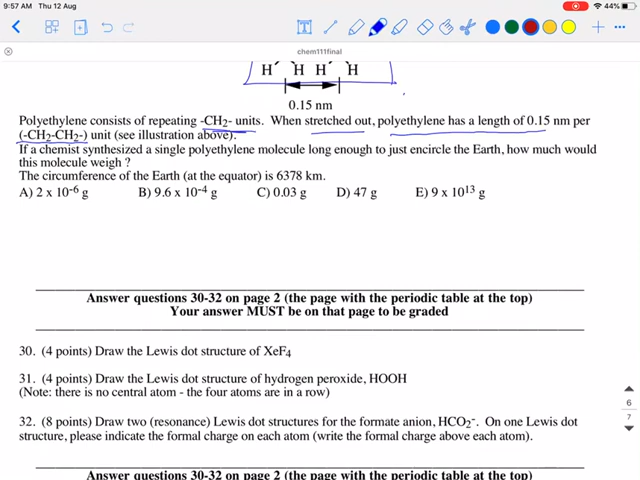 9:57 AM Thu 12 Aug
44%
chem111final
H H H H
0.15 nm
Polyethylene consists of repeating -CH2- units. When stretched out, polyethylene has a length of 0.15 nm per
(-CH2-CH2-) unit (see illustration above).
If a chemist synthesized a single polyethylene molecule long enough to just encircle the Earth, how much would
this molecule weigh ?
The circumference of the Earth (at the equator) is 6378 km.
A) 2 x 10-6 g B) 9.6 x 10-4 g C) 0.03 g D) 47 g E) 9 x 1013 g
Answer questions 30-32 on page 2 (the page with the periodic table at the top)
Your answer MUST be on that page to be graded
30. (4 points) Draw the Lewis dot structure of XeF4
31. (4 points) Draw the Lewis dot structure of hydrogen peroxide, HOOH
(Note: there is no central atom - the four atoms are in a row)
32. (8 points) Draw two (resonance) Lewis dot structures for the formate anion, HCO2-. On one Lewis dot
structure, please indicate the formal charge on each atom (write the formal charge above each atom).
6
7
Answer questions 30-32 on page 2 (the page with the periodic table at the top)